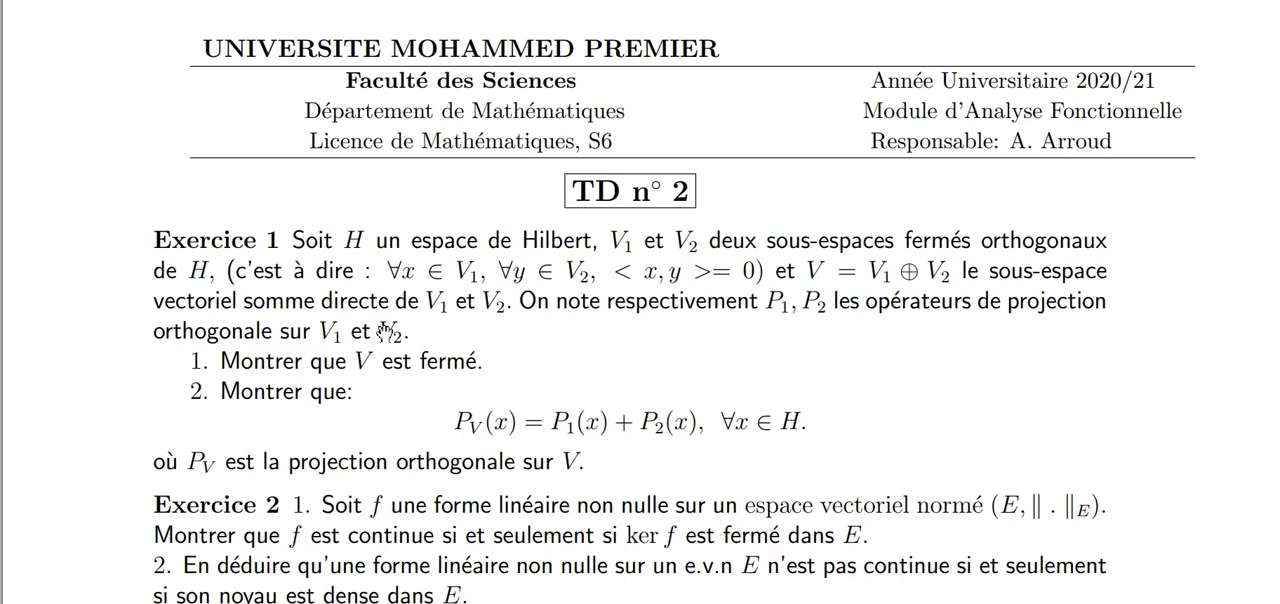 UNIVERSITE MOHAMMED PREMIER
Faculté des Sciences Année Universitaire 2020/21
Département de Mathématiques Module d'Analyse Fonctionnelle
Licence de Mathématiques, S6 Responsable: A. Arroud
TD n° 2
Exercice 1 Soit H un espace de Hilbert, V₁ et V₂ deux sous-espaces fermés orthogonaux
de H, (c'est à dire : ∀x ∈ V₁, ∀y ∈ V₂, < x, y >= 0) et V = V₁ ⊕ V₂ le sous-espace
vectoriel somme directe de V₁ et V₂. On note respectivement P₁, P₂ les opérateurs de projection
orthogonale sur V₁ et V₂.
1. Montrer que V est fermé.
2. Montrer que:
P_V(x) = P₁(x) + P₂(x), ∀x ∈ H.
où P_V est la projection orthogonale sur V.
Exercice 2 1. Soit f une forme linéaire non nulle sur un espace vectoriel normé (E, ‖ . ‖_E).
Montrer que f est continue si et seulement si ker f est fermé dans E.
2. En déduire qu'une forme linéaire non nulle sur un e.v.n E n'est pas continue si et seulement
si son noyau est dense dans E.